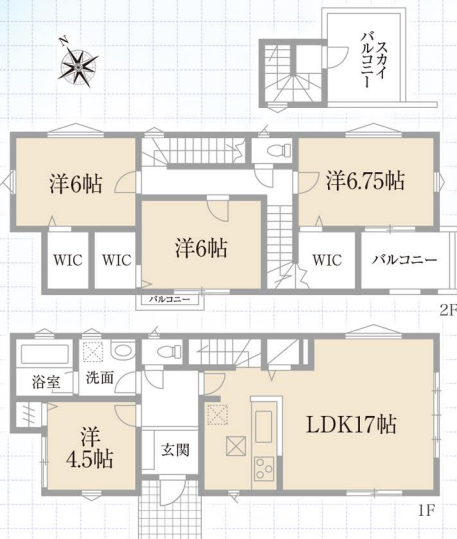 N
スカイ
バルコニー
洋6帖
洋6.75帖
洋6帖
WIC
WIC
WIC
バルコニー
バルコニー
2F
浴室
洗面
洋
4.5帖
玄関
LDK17帖
1F